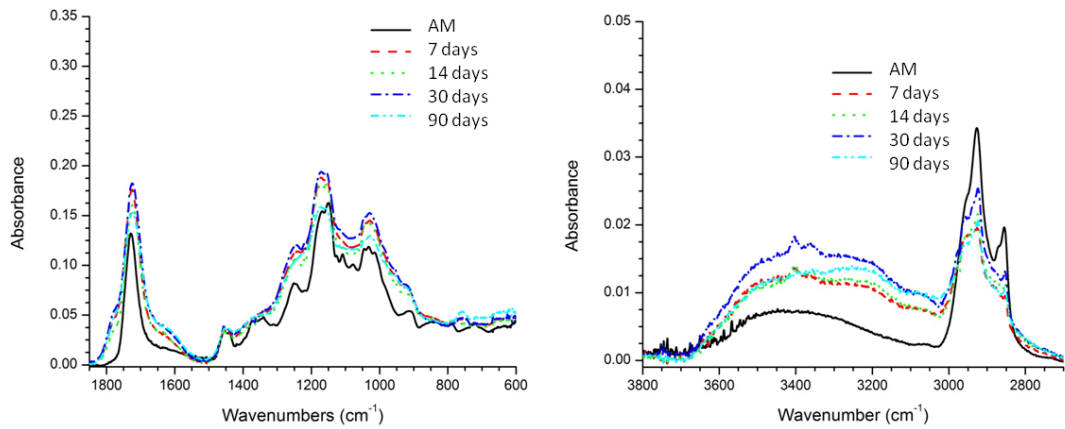 0.35
0.30
0.25
0.20
0.15
0.10
0.05
0.00
Absorbance
AM
7 days
14 days
30 days
90 days
1800 1600 1400 1200 1000 800 600
Wavenumbers (cm⁻¹)
0.05
0.04
0.03
0.02
0.01
0.00
Absorbance
AM
7 days
14 days
30 days
90 days
3800 3600 3400 3200 3000 2800
Wavenumber (cm⁻¹)